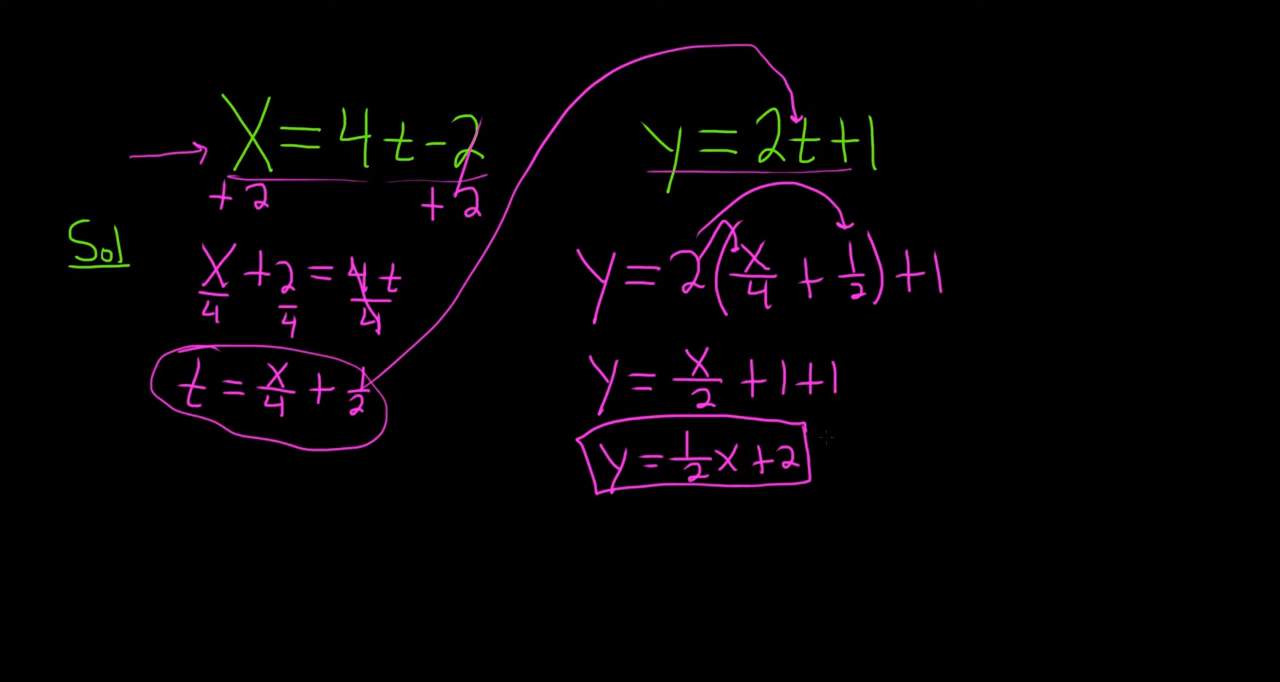 X = 4t - 2
+2 +2
Sol
x/4 + 2/4 = 4t/4
t = x/4 + 1/2
y = 2t + 1
y = 2(x/4 + 1/2) + 1
y = x/2 + 1 + 1
y = 1/2 x + 2